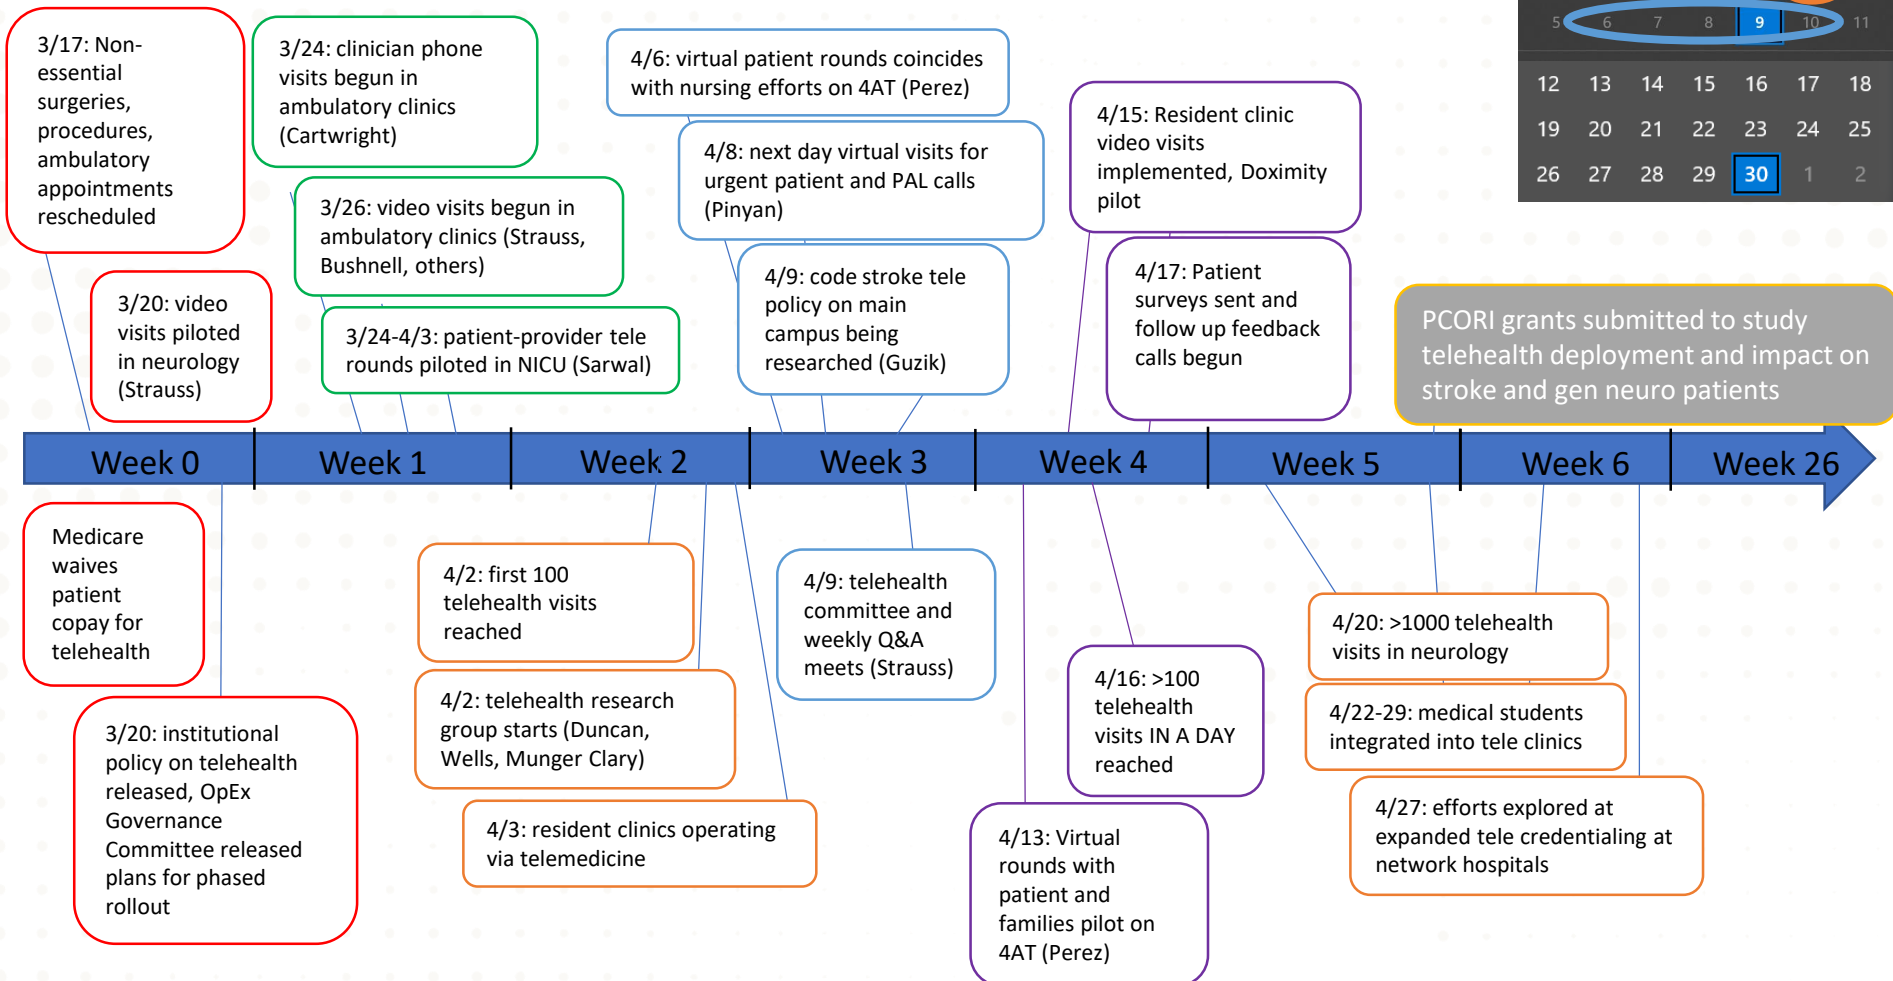 3/17: Non-
essential
surgeries,
procedures,
ambulatory
appointments
rescheduled
3/20: video
visits piloted
in neurology
(Strauss)
3/24: clinician phone
visits begun in
ambulatory clinics
(Cartwright)
3/26: video visits begun in
ambulatory clinics (Strauss,
Bushnell, others)
3/24-4/3: patient-provider tele
rounds piloted in NICU (Sarwal)
4/6: virtual patient rounds coincides
with nursing efforts on 4AT (Perez)
4/8: next day virtual visits for
urgent patient and PAL calls
(Pinyan)
4/9: code stroke tele
policy on main
campus being
researched (Guzik)
4/15: Resident clinic
video visits
implemented, Doximity
pilot
4/17: Patient
surveys sent and
follow up feedback
calls begun
5 6 7 8 9 10 11
12 13 14 15 16 17 18
19 20 21 22 23 24 25
26 27 28 29 30 1 2
PCORI grants submitted to study
telehealth deployment and impact on
stroke and gen neuro patients
Week 0 Week 1 Week 2 Week 3 Week 4 Week 5 Week 6 Week 26
Medicare
waives
patient
copay for
telehealth
3/20: institutional
policy on telehealth
released, OpEx
Governance
Committee released
plans for phased
rollout
4/2: first 100
telehealth visits
reached
4/2: telehealth research
group starts (Duncan,
Wells, Munger Clary)
4/3: resident clinics operating
via telemedicine
4/9: telehealth
committee and
weekly Q&A
meets (Strauss)
4/13: Virtual
rounds with
patient and
families pilot on
4AT (Perez)
4/16: >100
telehealth
visits IN A DAY
reached
4/20: >1000 telehealth
visits in neurology
4/22-29: medical students
integrated into tele clinics
4/27: efforts explored at
expanded tele credentialing at
network hospitals